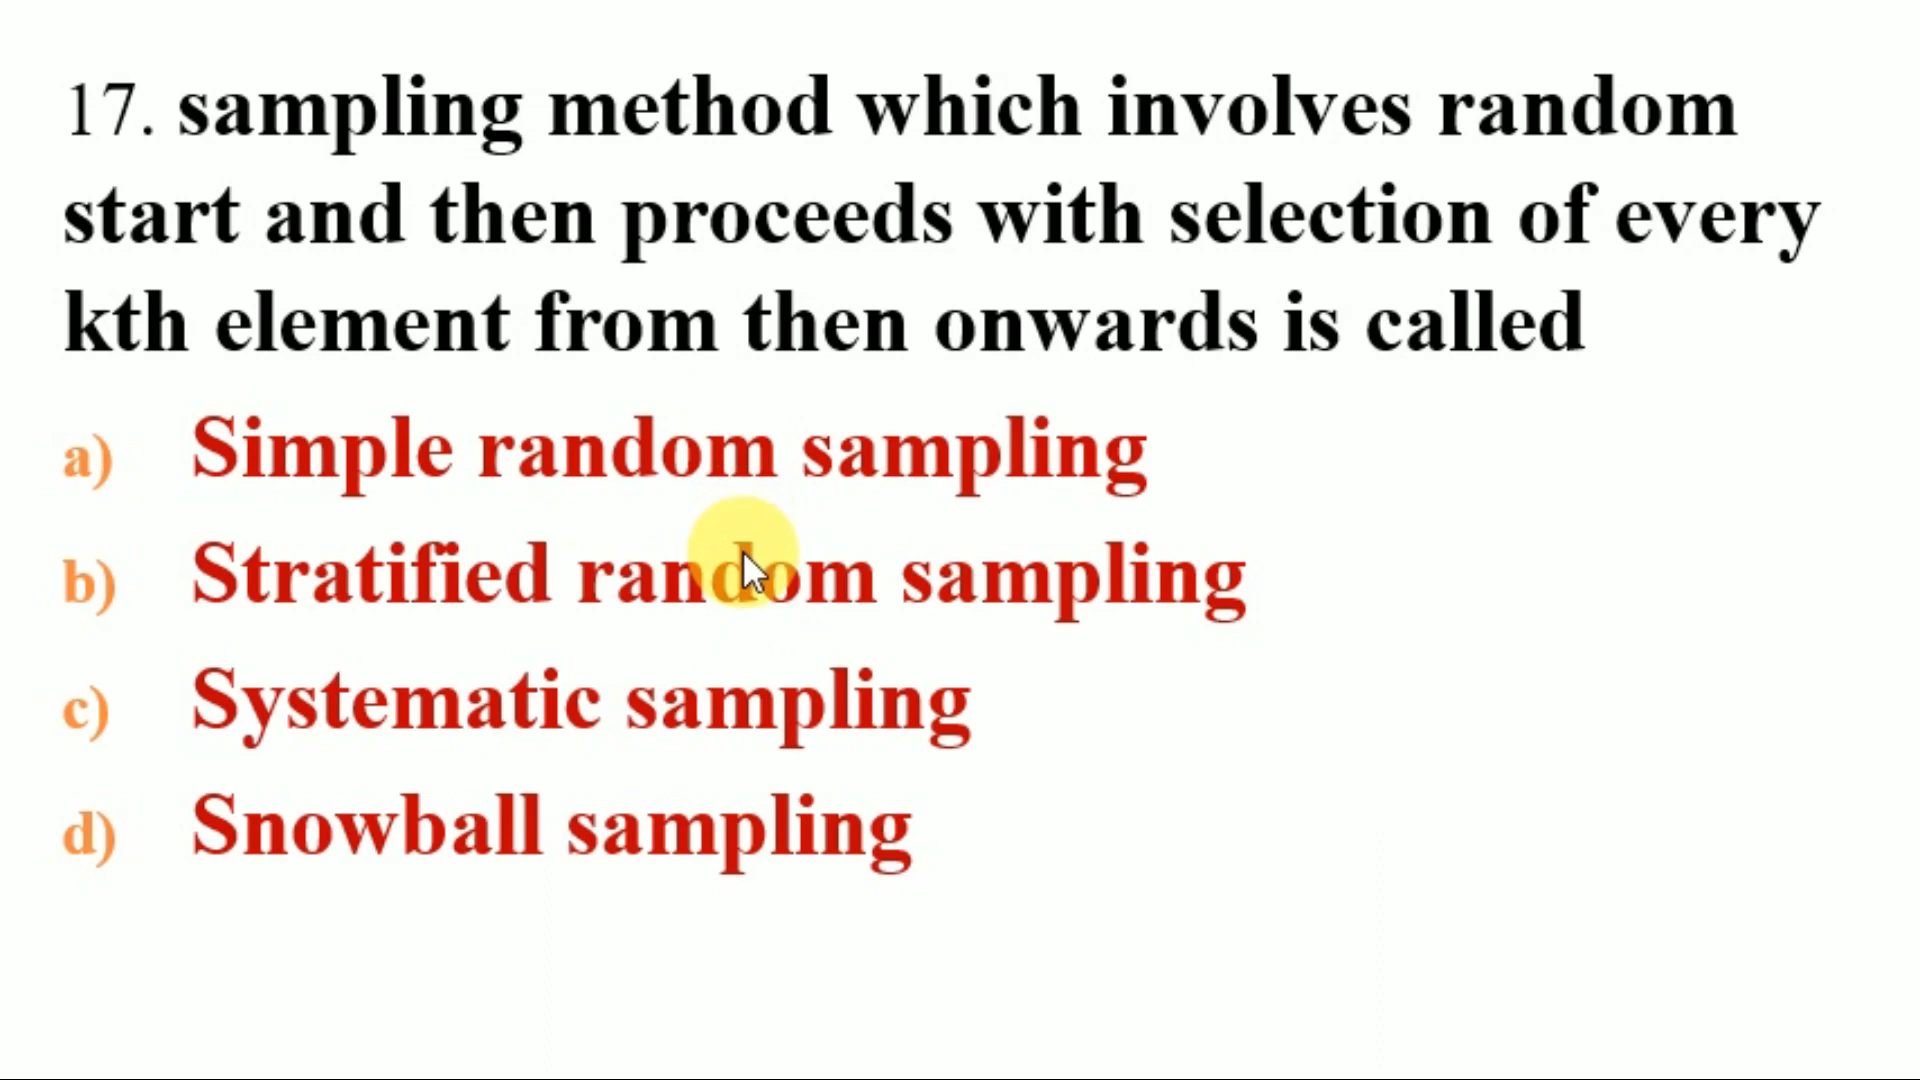 17. sampling method which involves random
start and then proceeds with selection of every
kth element from then onwards is called
a) Simple random sampling
b) Stratified random sampling
c) Systematic sampling
d) Snowball sampling